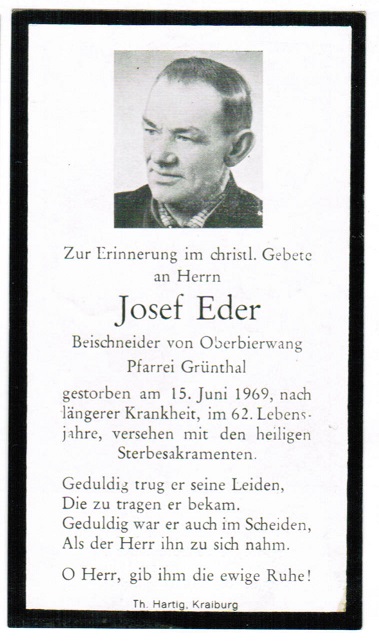 Zur Erinnerung im christl. Gebete
an Herrn
Josef Eder
Beischneider von Oberbierwang
Pfarrei Grünthal
gestorben am 15. Juni 1969, nach
längerer Krankheit, im 62. Lebens-
jahre, versehen mit den heiligen
Sterbesakramenten.
Geduldig trug er seine Leiden,
Die zu tragen er bekam.
Geduldig war er auch im Scheiden,
Als der Herr ihn zu sich nahm.
O Herr, gib ihm die ewige Ruhe!
Th. Hartig, Kraiburg